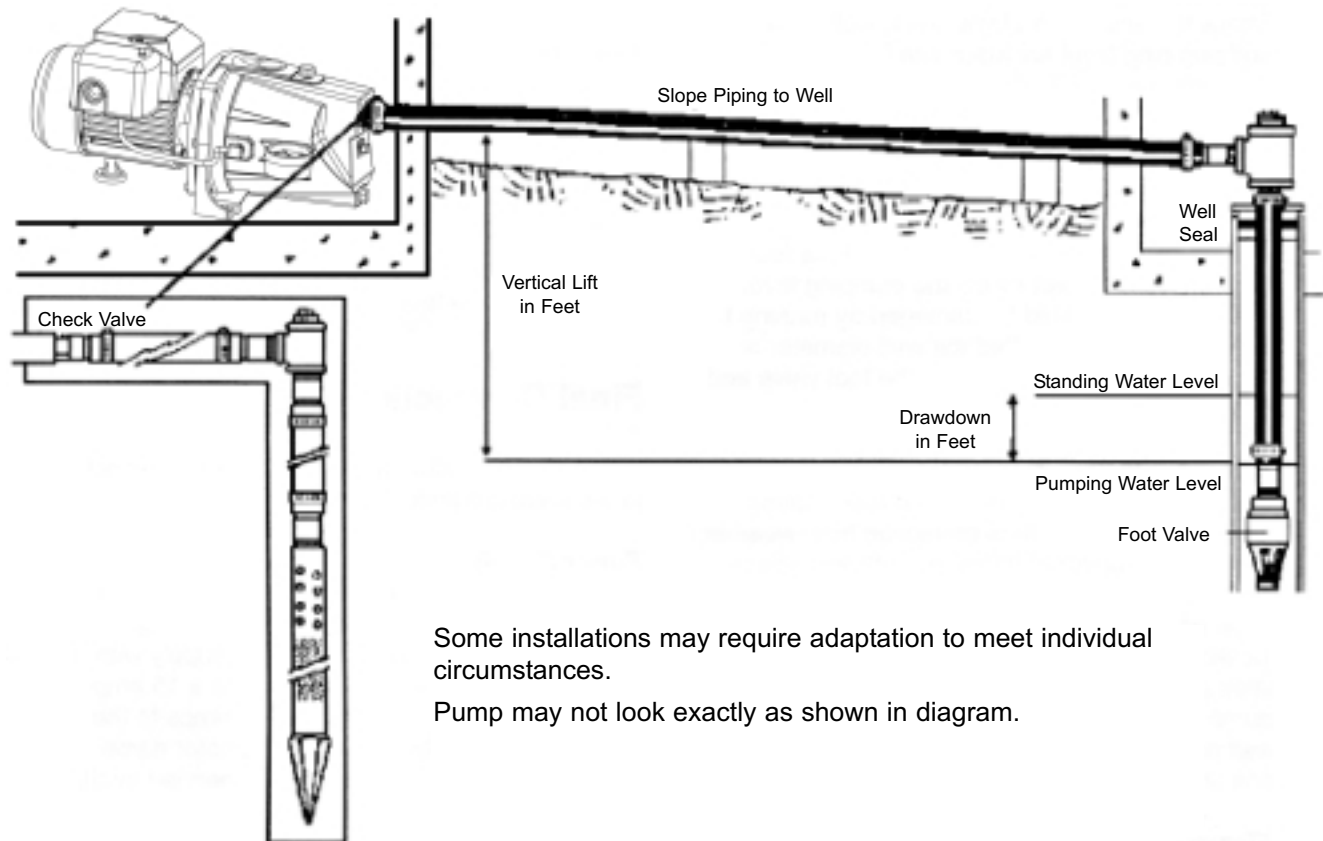 Slope Piping to Well
Well
Seal
Vertical Lift
in Feet
Check Valve
Standing Water Level
Drawdown
in Feet
Pumping Water Level
Foot Valve
Some installations may require adaptation to meet individual
circumstances.
Pump may not look exactly as shown in diagram.